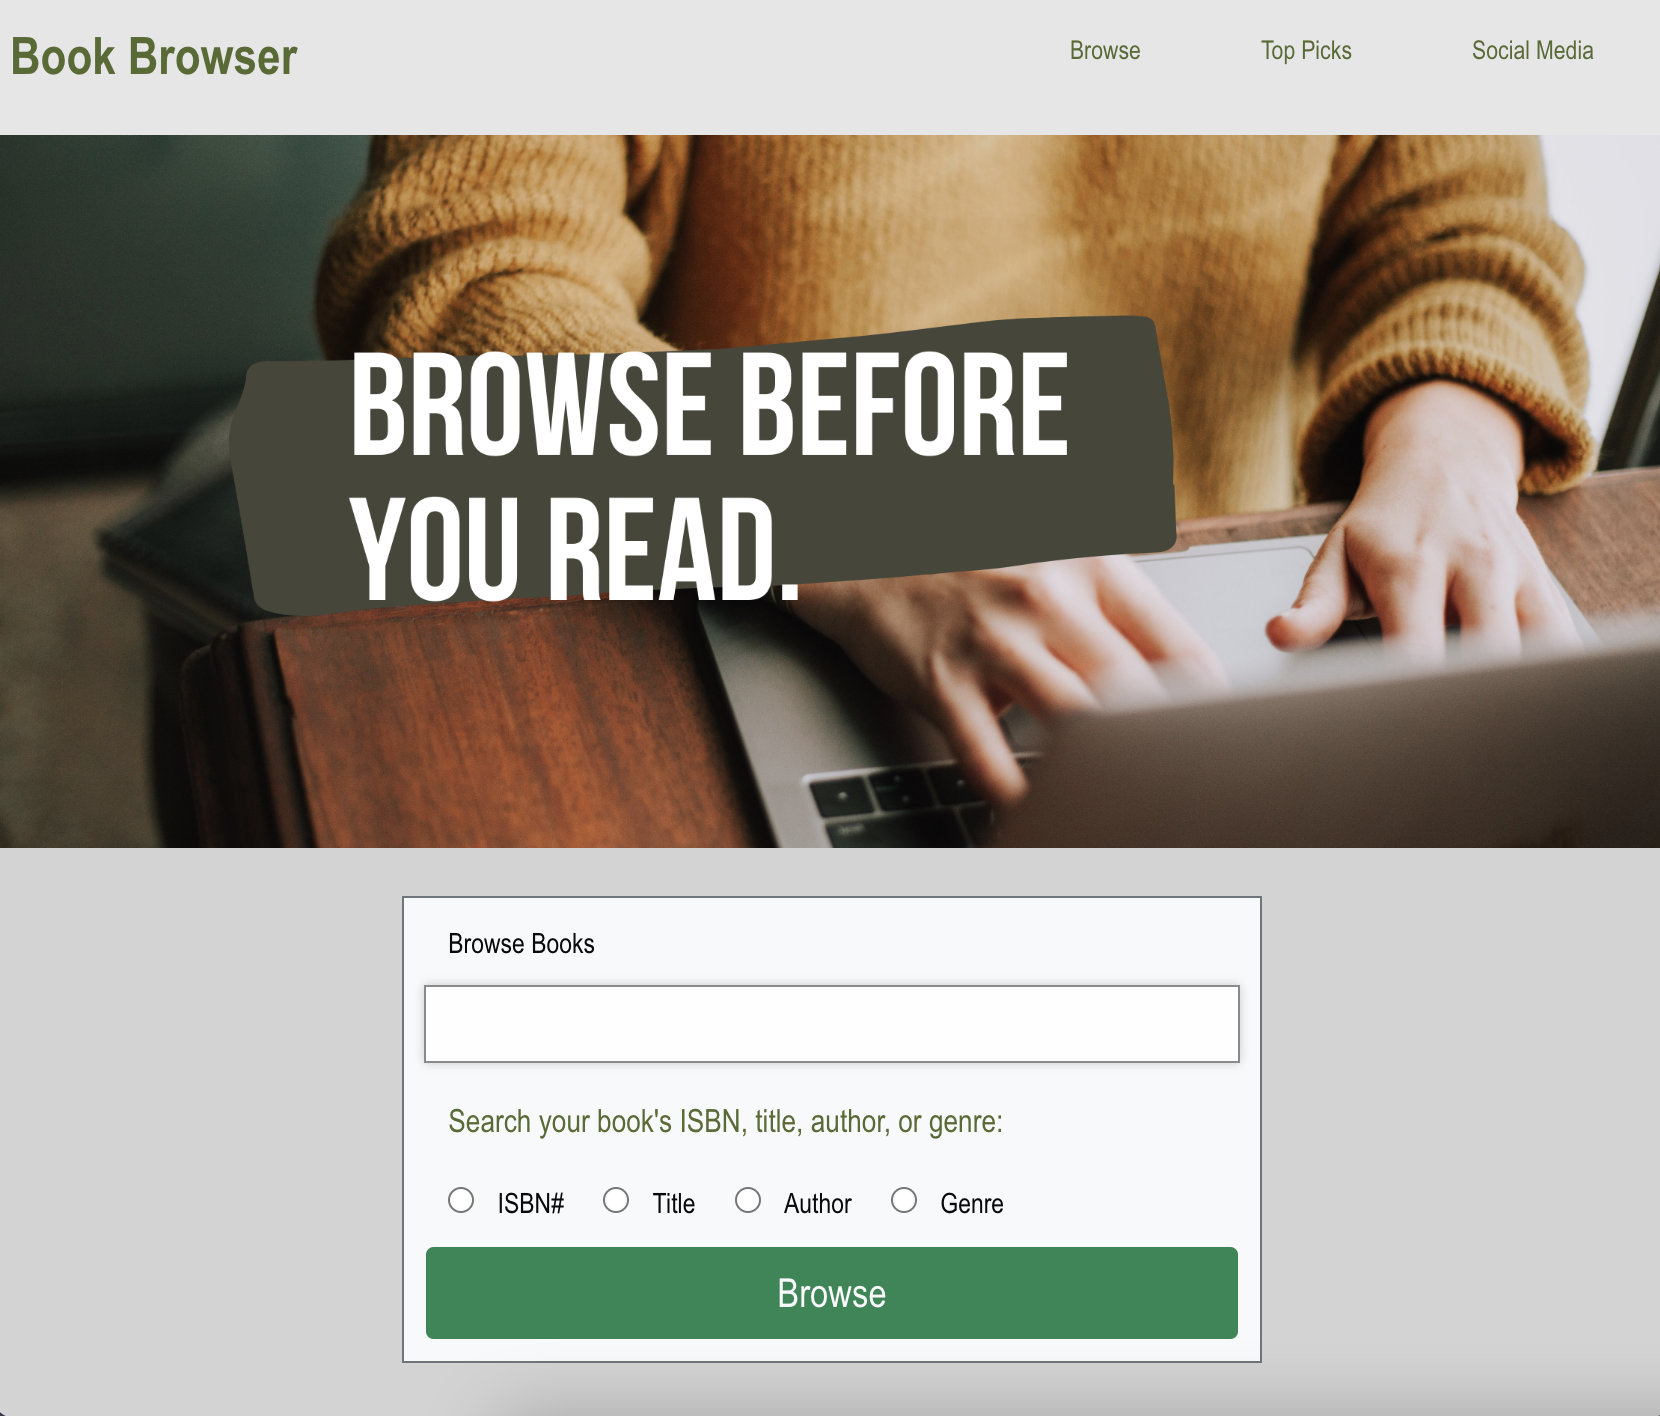 Book Browser
Browse
Top Picks
Social Media
BROWSE BEFORE
YOU READ.
Browse Books
Search your book's ISBN, title, author, or genre:
ISBN# Title Author Genre
Browse